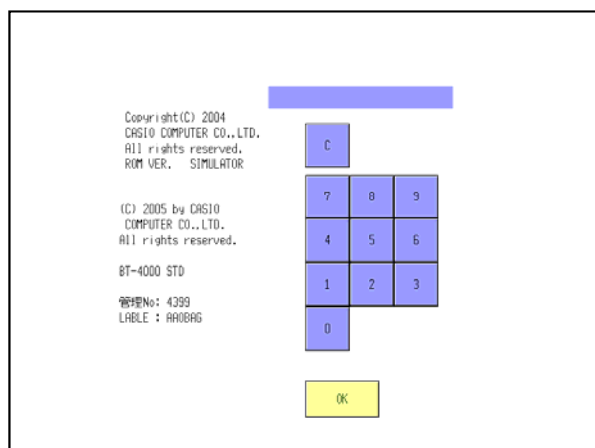 Copyright(C) 2004
CASIO COMPUTER CO.,LTD.
All rights reserved.
ROM VER. SIMULATOR
(C) 2005 by CASIO
COMPUTER CO.,LTD.
All rights reserved.
BT-4000 STD
管理No: 4399
LABLE : AA0BAG
C
7 8 9
4 5 6
1 2 3
0
OK